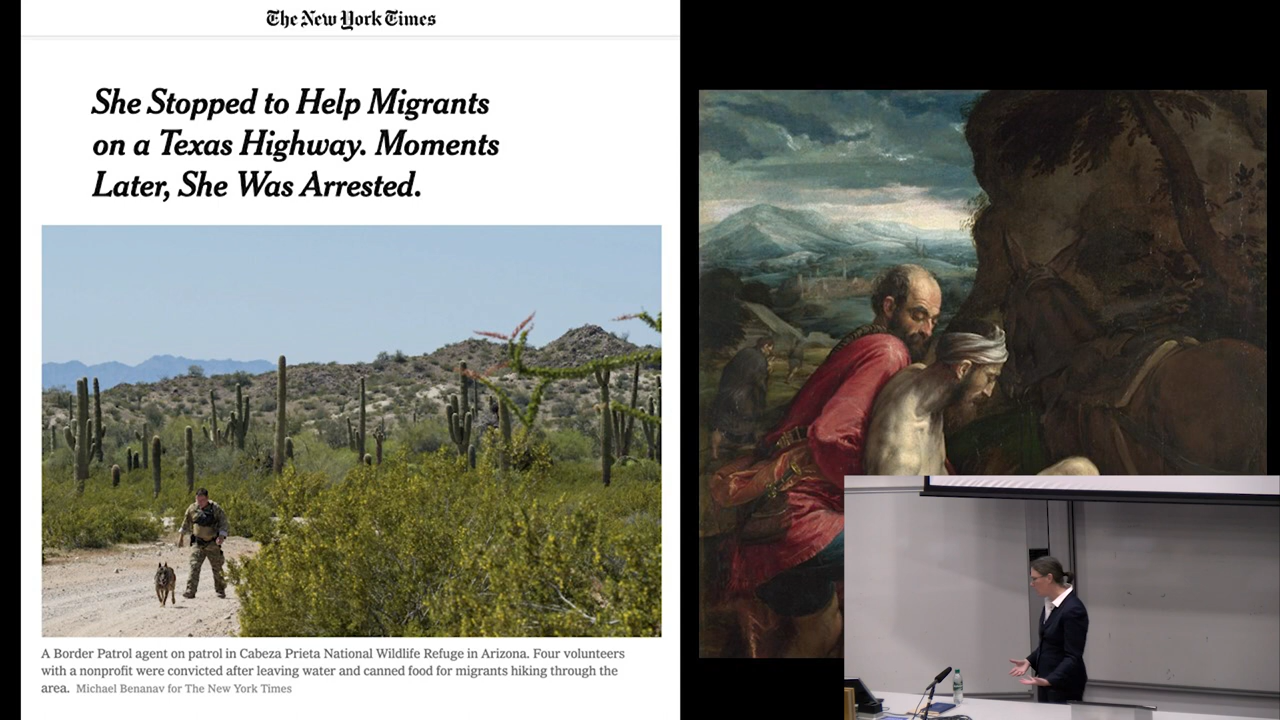 The New York Times
She Stopped to Help Migrants
on a Texas Highway. Moments
Later, She Was Arrested.
A Border Patrol agent on patrol in Cabeza Prieta National Wildlife Refuge in Arizona. Four volunteers
with a nonprofit were convicted after leaving water and canned food for migrants hiking through the
area. Michael Benanav for The New York Times